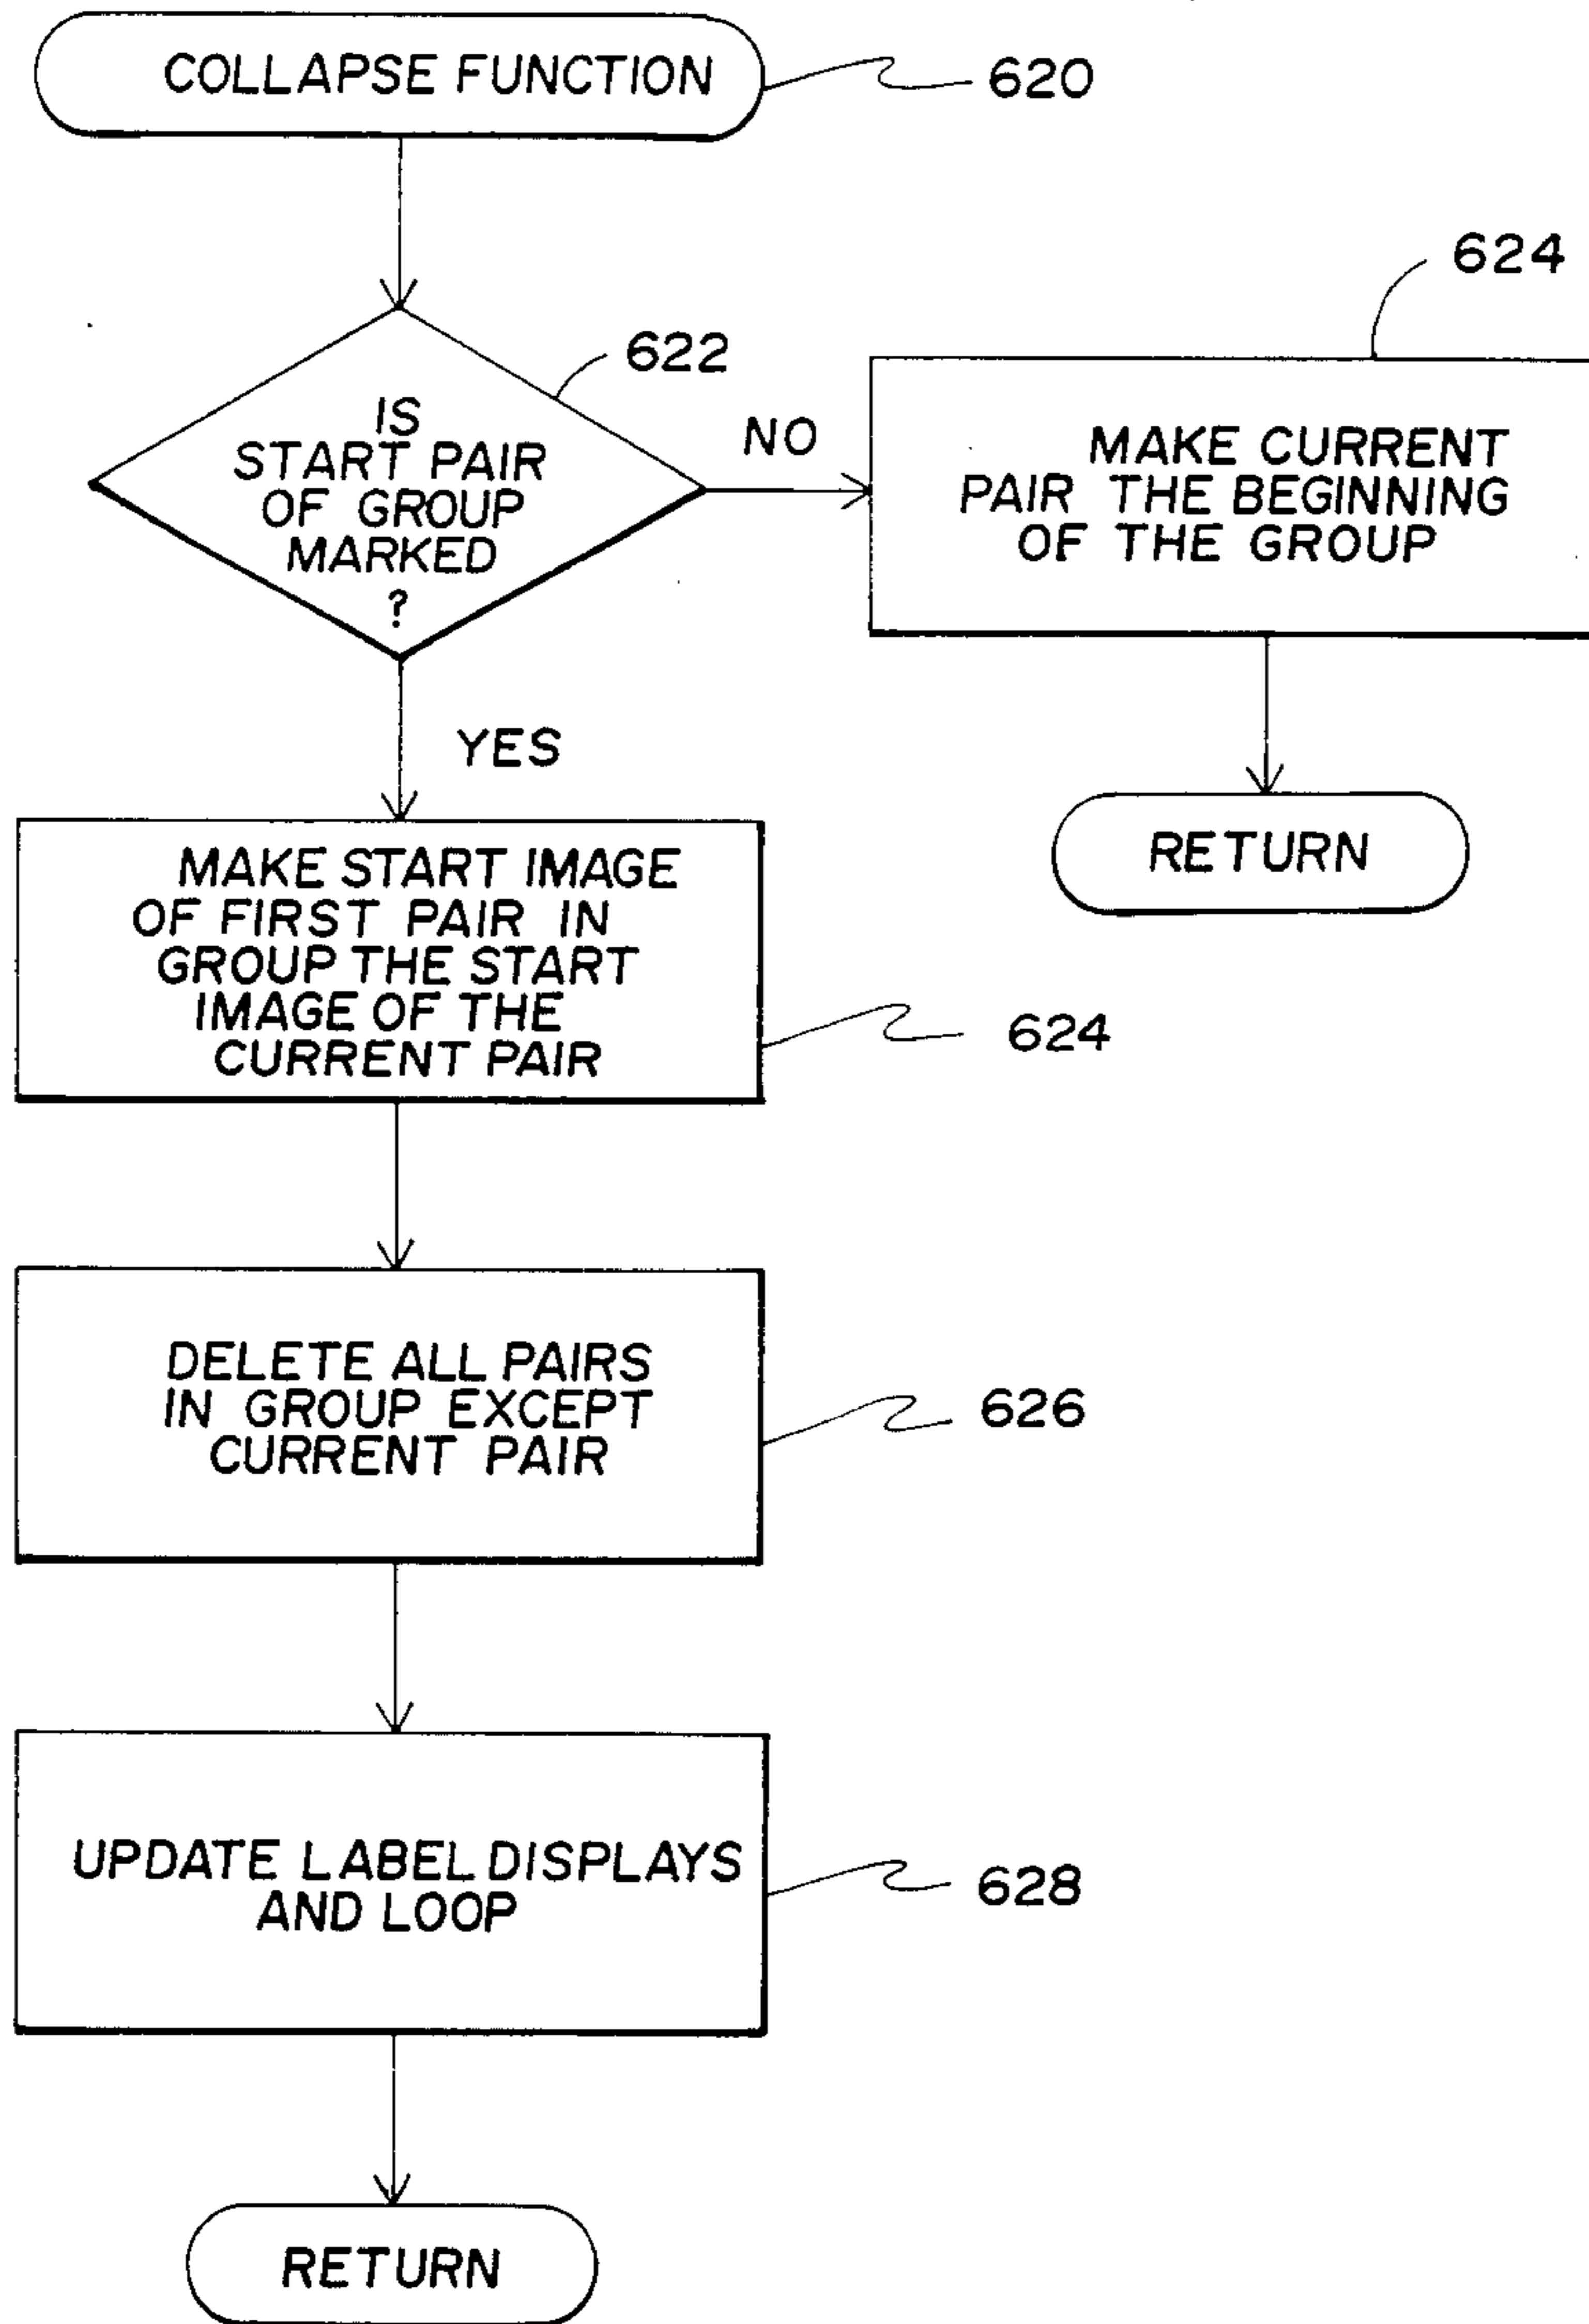 COLLAPSE FUNCTION
620
622
IS
START PAIR
OF GROUP
MARKED
?
NO
624
MAKE CURRENT
PAIR THE BEGINNING
OF THE GROUP
RETURN
YES
MAKE START IMAGE
OF FIRST PAIR IN
GROUP THE START
IMAGE OF THE
CURRENT PAIR
624
DELETE ALL PAIRS
IN GROUP EXCEPT
CURRENT PAIR
626
UPDATE LABEL DISPLAYS
AND LOOP
628
RETURN